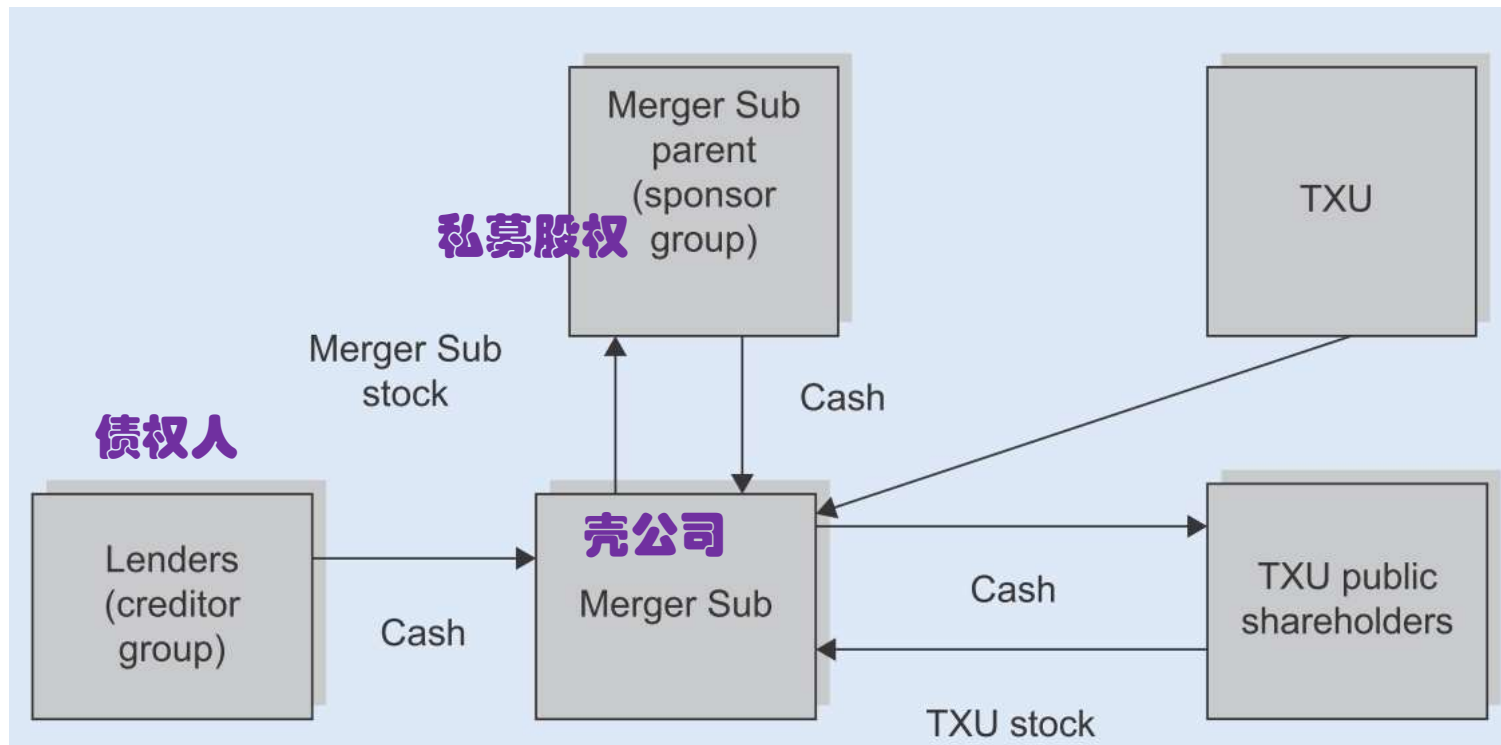 Merger Sub
parent
(sponsor
group)
私募股权
TXU
Merger Sub
stock
Cash
债权人
Lenders
(creditor
group)
Cash
壳公司
Merger Sub
Cash
TXU public
shareholders
TXU stock